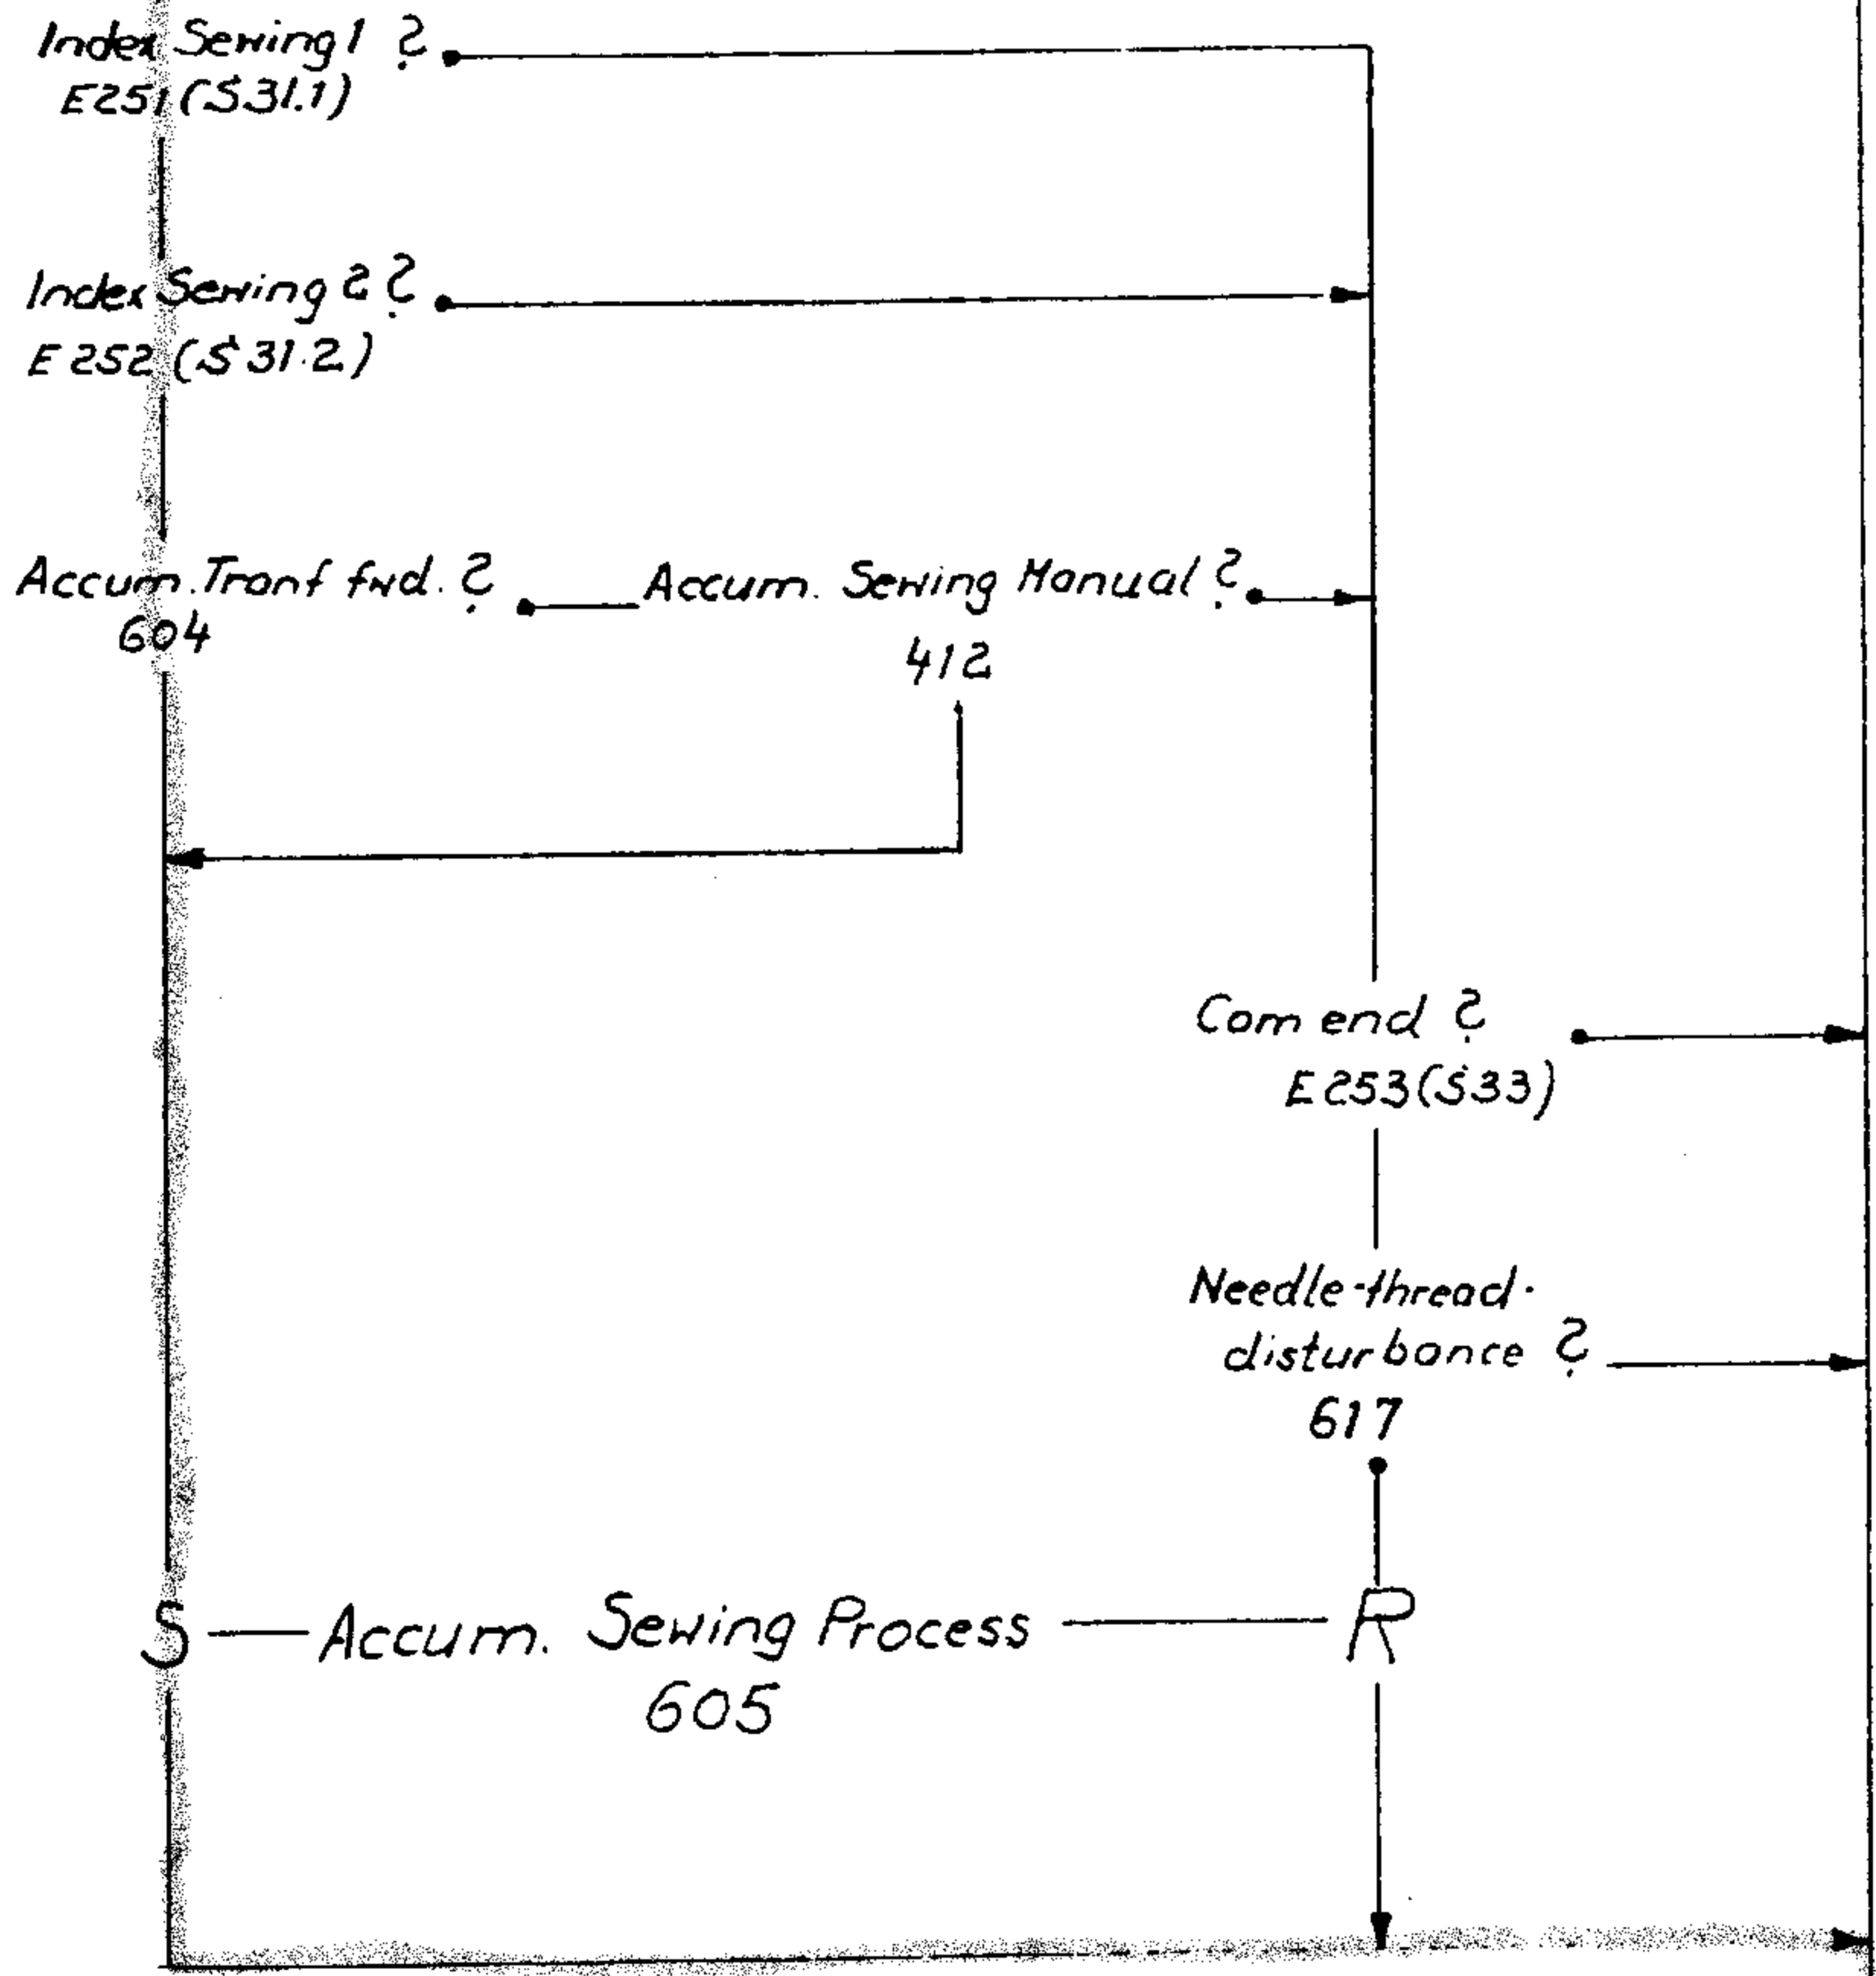 Index Sewing 1 ?
E251 (S31.1)
Index Sewing 2 ?
E252 (S31.2)
Accum. Tranf fwd. ?
604
Accum. Sewing Manual ?
412
Com end ?
E253 (S33)
Needle-thread-
disturbance ?
617
S — Accum. Sewing Process — R
605